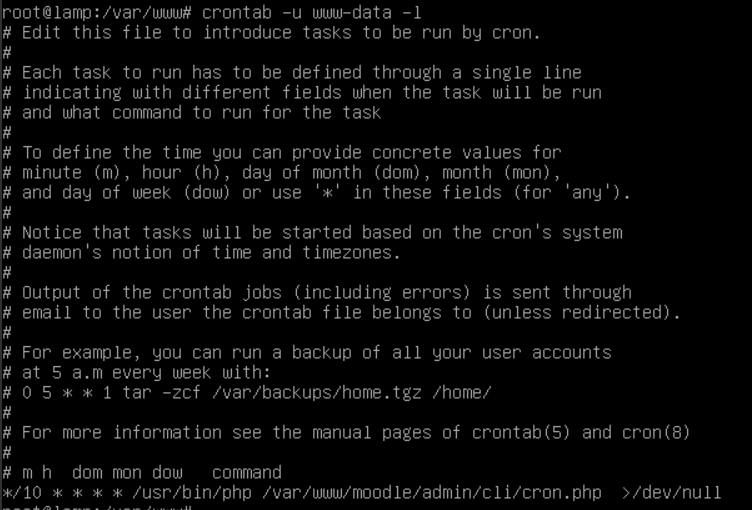 root@lamp:/var/www# crontab -u www-data -l
# Edit this file to introduce tasks to be run by cron.
#
# Each task to run has to be defined through a single line
# indicating with different fields when the task will be run
# and what command to run for the task
#
# To define the time you can provide concrete values for
# minute (m), hour (h), day of month (dom), month (mon),
# and day of week (dow) or use '*' in these fields (for 'any').
#
# Notice that tasks will be started based on the cron's system
# daemon's notion of time and timezones.
#
# Output of the crontab jobs (including errors) is sent through
# email to the user the crontab file belongs to (unless redirected).
#
# For example, you can run a backup of all your user accounts
# at 5 a.m every week with:
# 0 5 * * 1 tar -zcf /var/backups/home.tgz /home/
#
# For more information see the manual pages of crontab(5) and cron(8)
#
# m h  dom mon dow   command
*/10 * * * * /usr/bin/php /var/www/moodle/admin/cli/cron.php  >/dev/null
root@lamp:/var/www#